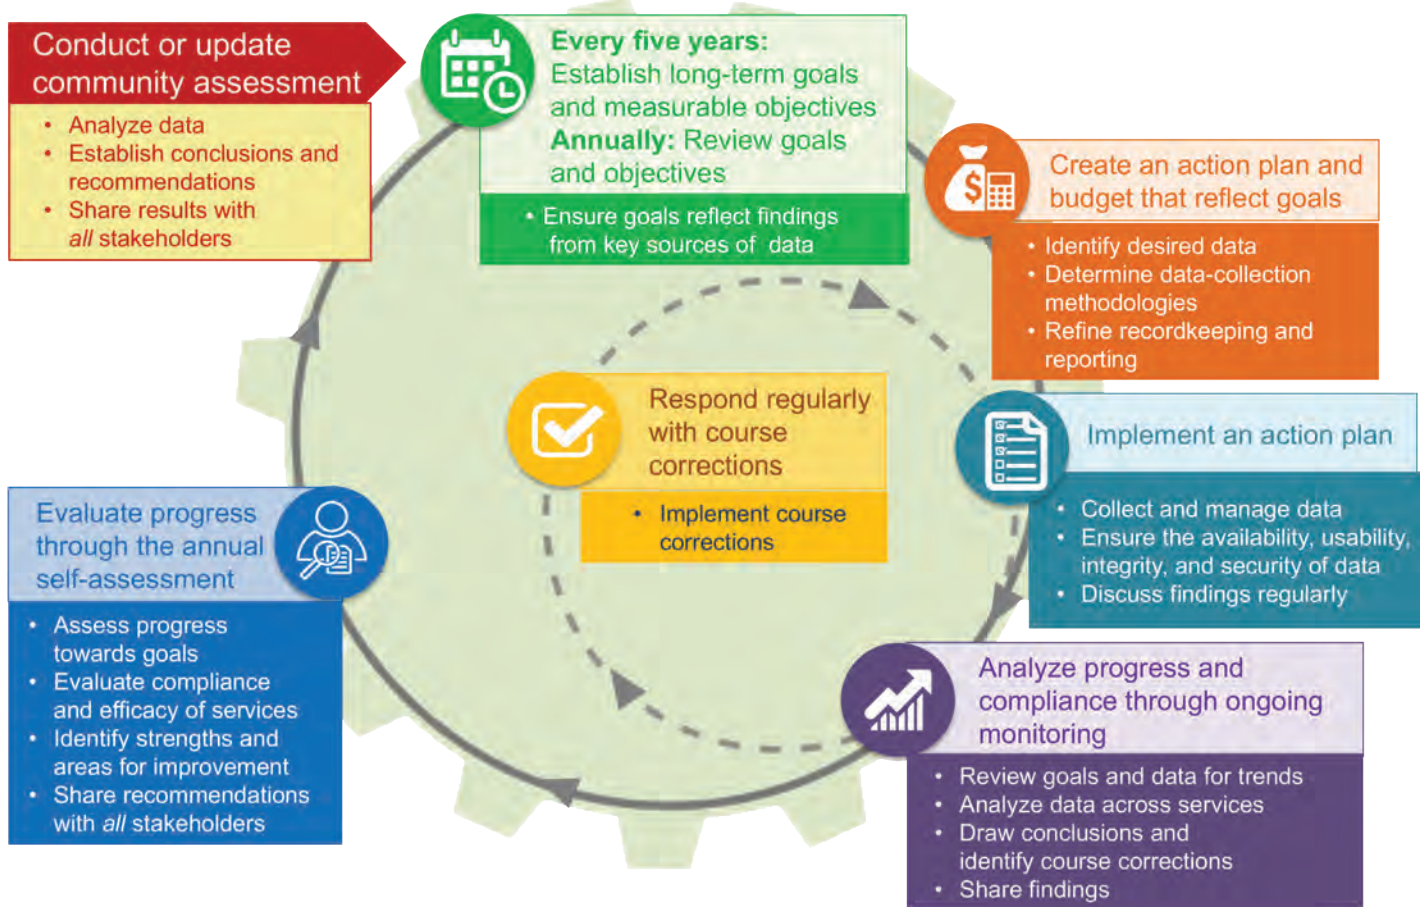 Conduct or update
community assessment
• Analyze data
• Establish conclusions and
recommendations
• Share results with
all stakeholders
Every five years:
Establish long-term goals
and measurable objectives
Annually: Review goals
and objectives
• Ensure goals reflect findings
from key sources of data
$
Create an action plan and
budget that reflect goals
• Identify desired data
• Determine data-collection
methodologies
• Refine recordkeeping and
reporting
Implement an action plan
• Collect and manage data
• Ensure the availability, usability,
integrity, and security of data
• Discuss findings regularly
Analyze progress and
compliance through ongoing
monitoring
• Review goals and data for trends
• Analyze data across services
• Draw conclusions and
identify course corrections
• Share findings
Respond regularly
with course
corrections
• Implement course
corrections
Evaluate progress
through the annual
self-assessment
• Assess progress
towards goals
• Evaluate compliance
and efficacy of services
• Identify strengths and
areas for improvement
• Share recommendations
with all stakeholders